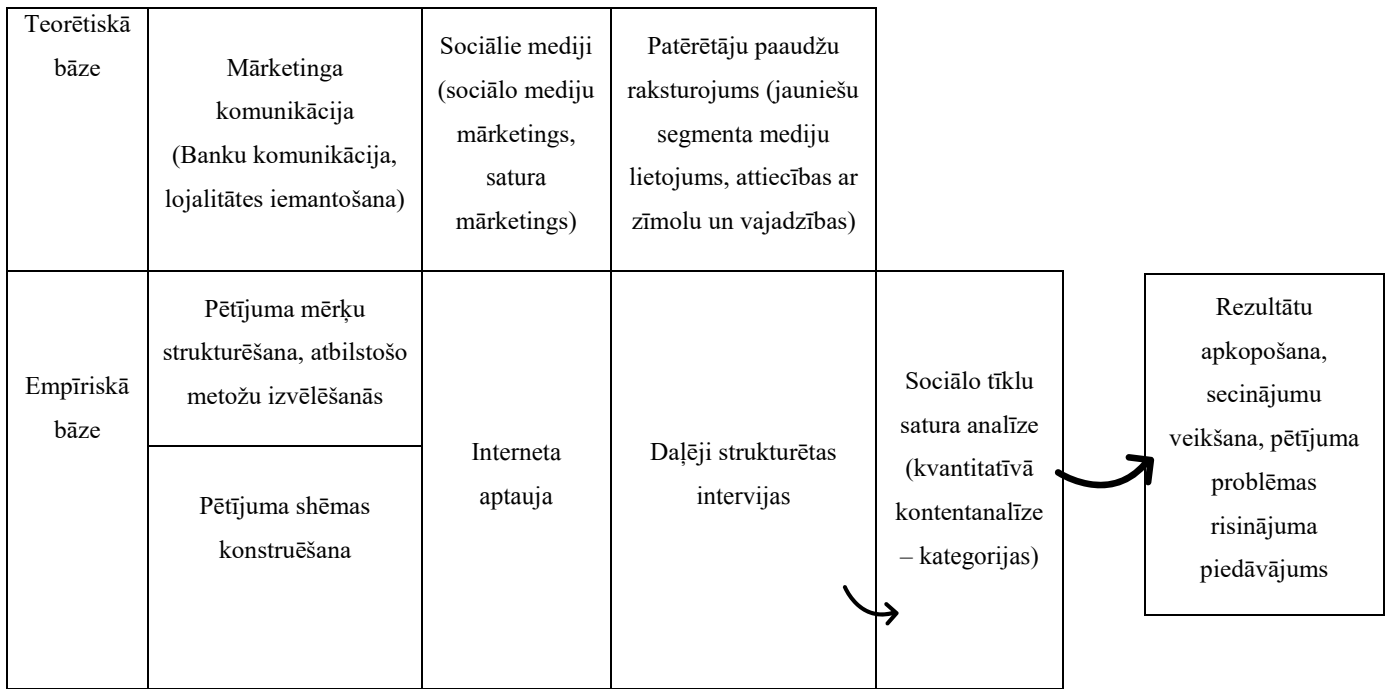 Teorētiskā
bāze
Mārketinga
komunikācija
(Banku komunikācija,
lojalitātes iemantošana)
Sociālie mediji
(sociālo mediju
mārketings,
satura
mārketings)
Patērētāju paaudžu
raksturojums (jauniešu
segmenta mediju
lietojums, attiecības ar
zīmolu un vajadzības)
Empīriskā
bāze
Pētījuma mērķu
strukturēšana, atbilstošo
metožu izvēlēšanās
Pētījuma shēmas
konstruēšana
Interneta
aptauja
Daļēji strukturētas
intervijas
Sociālo tīklu
satura analīze
(kvantitatīvā
kontentanalīze
– kategorijas)
Rezultātu
apkopošana,
secinājumu
veikšana, pētījuma
problēmas
risinājuma
piedāvājums